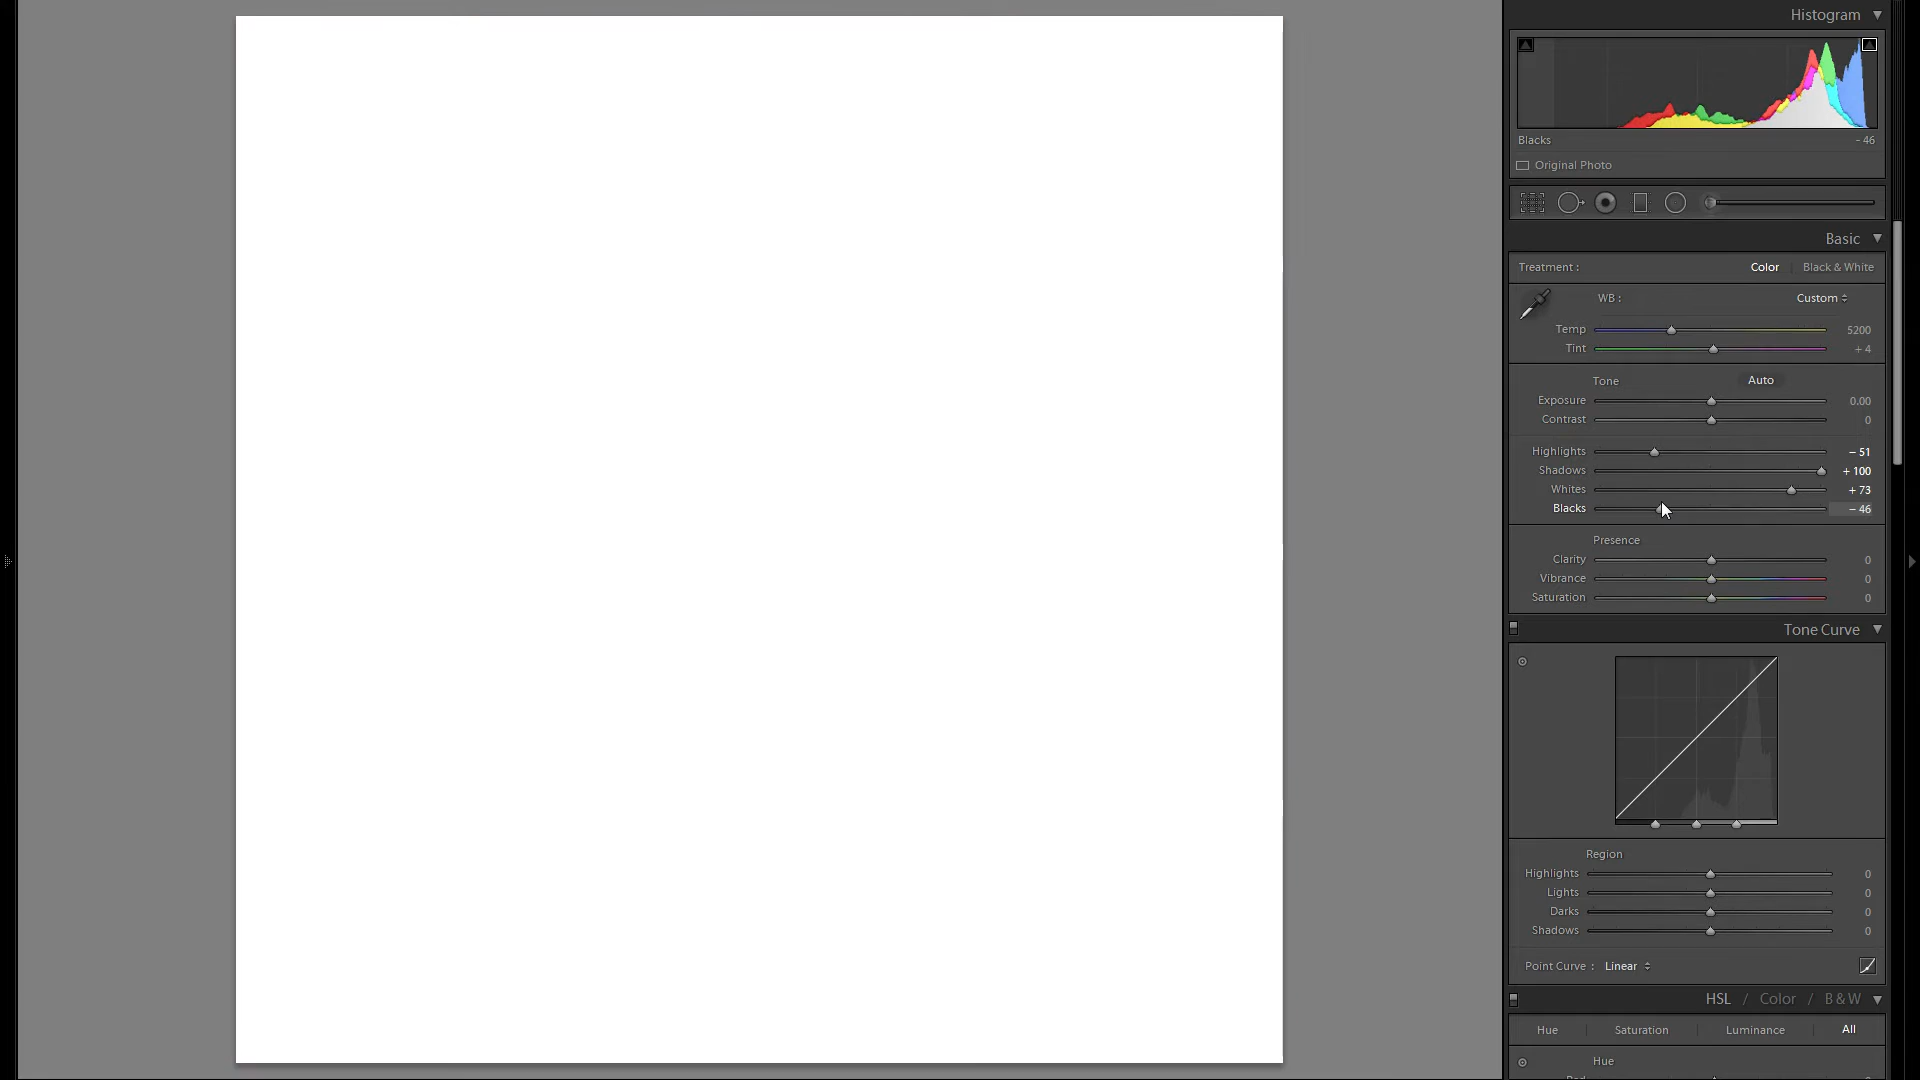 Histogram
Blacks - 46
Original Photo
Basic
Treatment : Color Black & White
WB : Custom
Temp 5200
Tint + 4
Tone Auto
Exposure 0.00
Contrast 0
Highlights – 51
Shadows + 100
Whites + 73
Blacks – 46
Presence
Clarity 0
Vibrance 0
Saturation 0
Tone Curve
Region
Highlights 0
Lights 0
Darks 0
Shadows 0
Point Curve : Linear
HSL / Color / B & W
Hue Saturation Luminance All
Hue